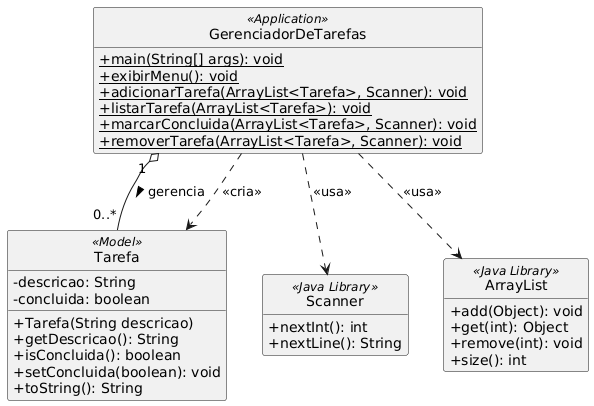 «Application»
GerenciadorDeTarefas
+main(String[] args): void
+exibirMenu(): void
+adicionarTarefa(ArrayList<Tarefa>, Scanner): void
+listarTarefa(ArrayList<Tarefa>): void
+marcarConcluida(ArrayList<Tarefa>, Scanner): void
+removerTarefa(ArrayList<Tarefa>, Scanner): void
1
gerencia
«cria»
«usa»
«usa»
0..*
«Model»
Tarefa
-descricao: String
-concluida: boolean
+Tarefa(String descricao)
+getDescricao(): String
+isConcluida(): boolean
+setConcluida(boolean): void
+toString(): String
«Java Library»
Scanner
+nextInt(): int
+nextLine(): String
«Java Library»
ArrayList
+add(Object): void
+get(int): Object
+remove(int): void
+size(): int